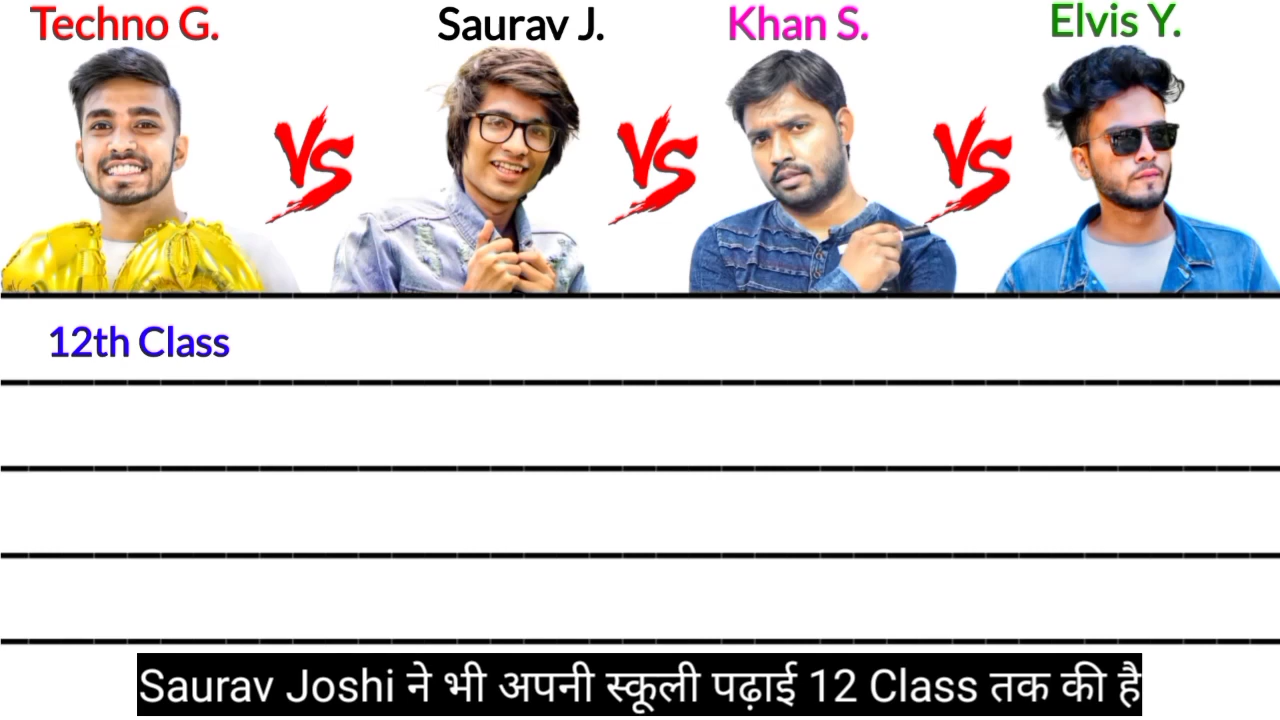 Techno G. Saurav J. Khan S. Elvis Y.
VS VS VS
12th Class
Saurav Joshi ने भी अपनी स्कूली पढ़ाई 12 Class तक की है